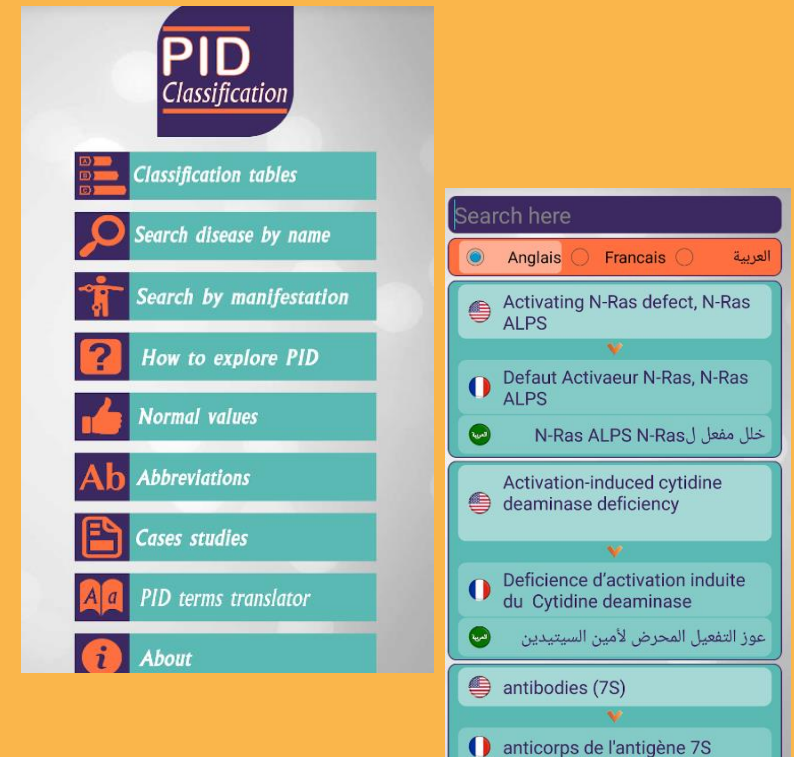 PID
Classification
Classification tables
Search disease by name
Search by manifestation
How to explore PID
Normal values
Ab Abbreviations
Cases studies
Aa PID terms translator
i About
Search here
Anglais Francais العربية
Activating N-Ras defect, N-Ras
ALPS
Defaut Activaeur N-Ras, N-Ras
ALPS
خلل مفعل لN-Ras ALPS N-Ras
Activation-induced cytidine
deaminase deficiency
Deficience d'activation induite
du Cytidine deaminase
عوز التفعيل المحرض لأمين السيتيدين
antibodies (7S)
anticorps de l'antigène 7S